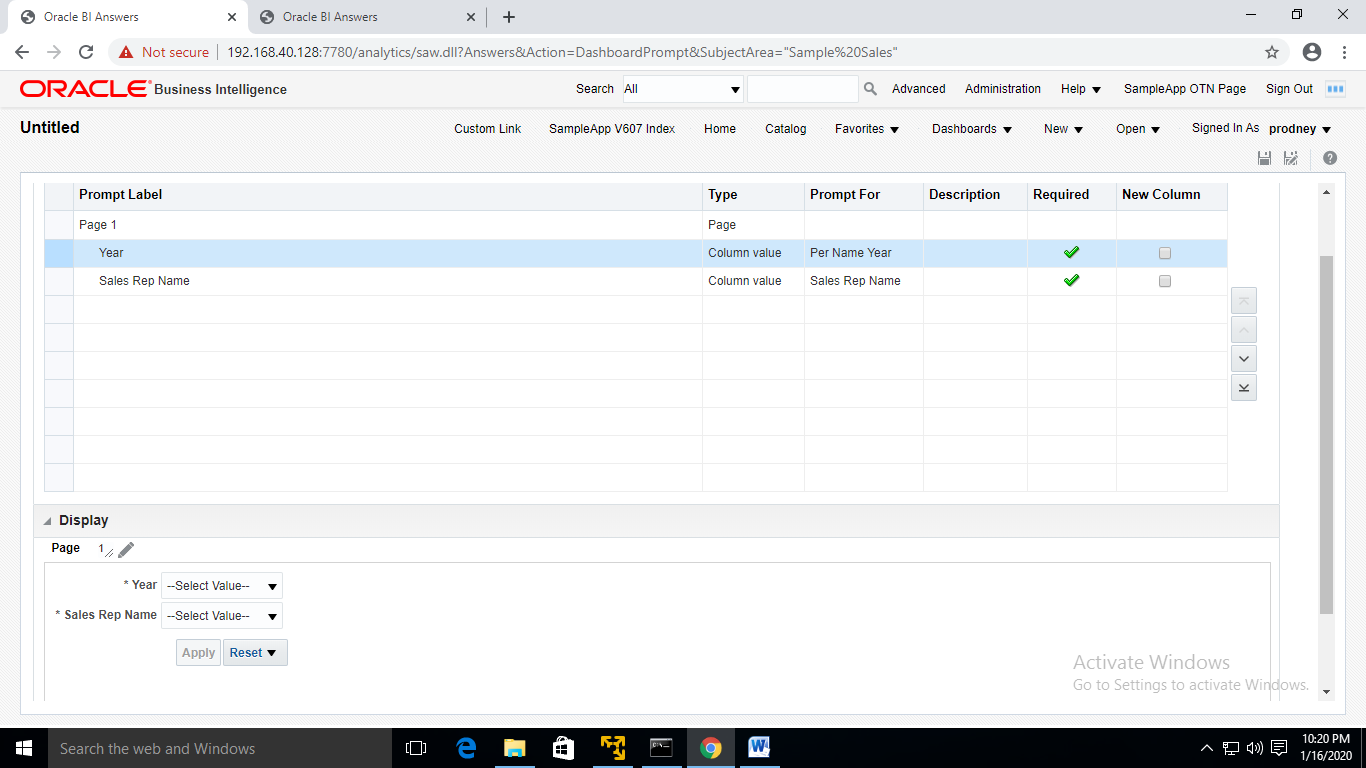 Oracle BI Answers
Oracle BI Answers
Not secure 192.168.40.128:7780/analytics/saw.dll?Answers&Action=DashboardPrompt&SubjectArea="Sample%20Sales"
ORACLE Business Intelligence Search All Advanced Administration Help SampleApp OTN Page Sign Out
Untitled Custom Link SampleApp V607 Index Home Catalog Favorites Dashboards New Open Signed In As prodney
Prompt Label Type Prompt For Description Required New Column
Page 1 Page
Year Column value Per Name Year
Sales Rep Name Column value Sales Rep Name
Display
Page 1
* Year --Select Value--
* Sales Rep Name --Select Value--
Apply Reset
Activate Windows
Go to Settings to activate Windows.
Search the web and Windows
10:20 PM
1/16/2020